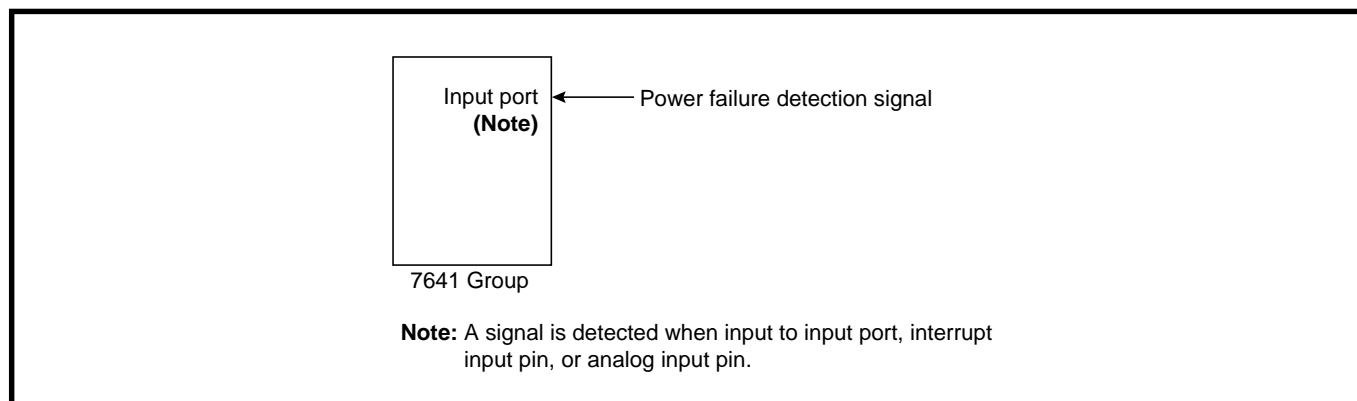 Input port
(Note)
Power failure detection signal
7641 Group
Note: A signal is detected when input to input port, interrupt
input pin, or analog input pin.